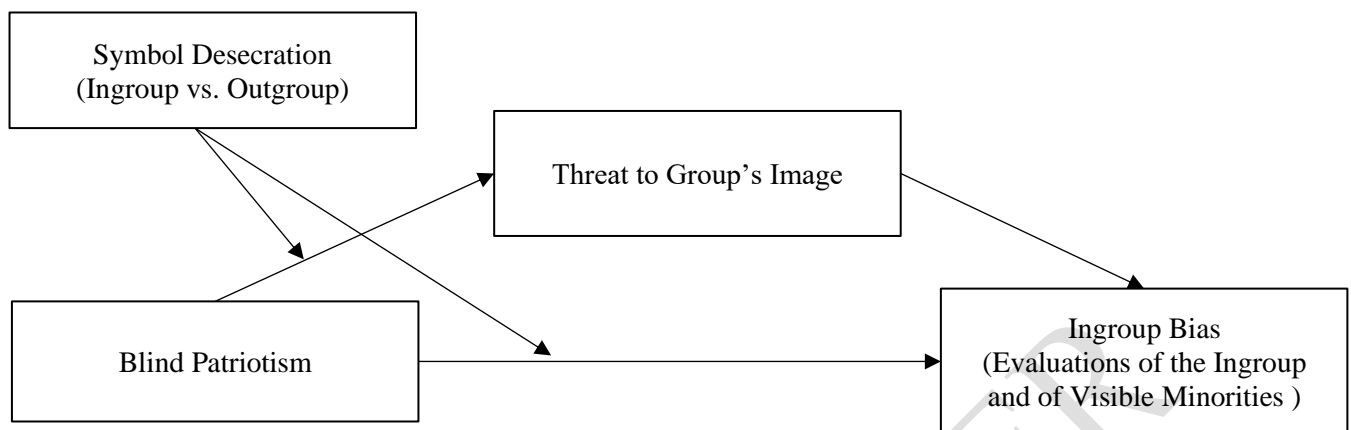 Symbol Desecration
(Ingroup vs. Outgroup)
Threat to Group’s Image
Blind Patriotism
Ingroup Bias
(Evaluations of the Ingroup
and of Visible Minorities )